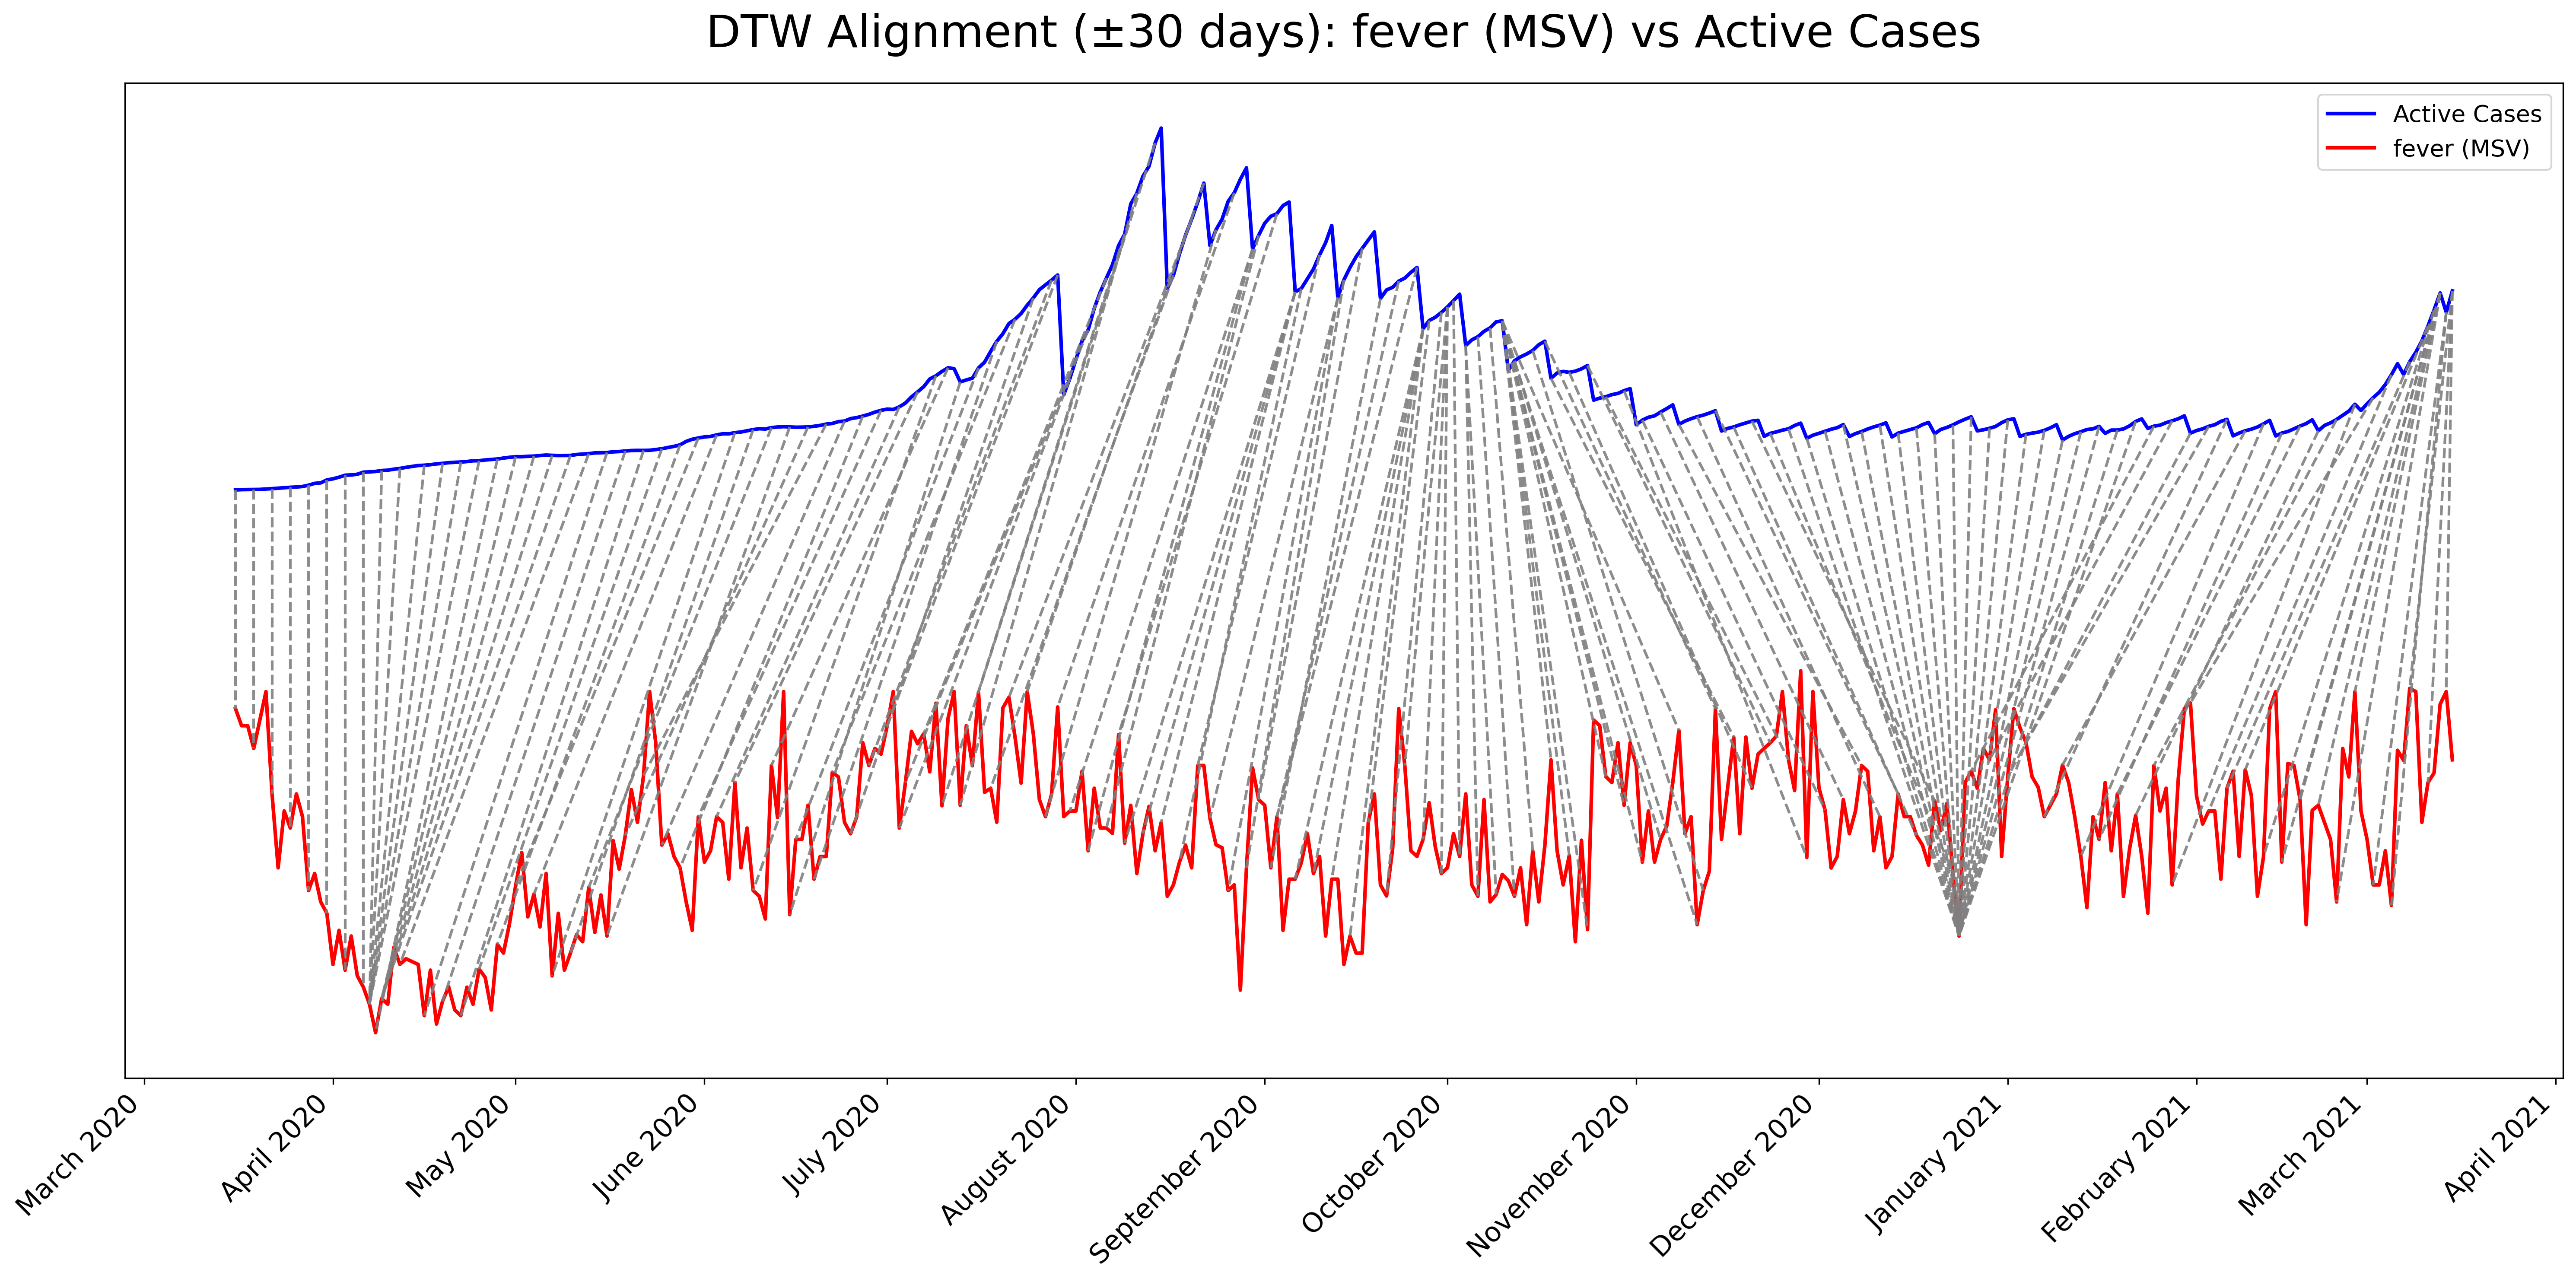 DTW Alignment (±30 days): fever (MSV) vs Active Cases
Active Cases
fever (MSV)
March 2020
April 2020
May 2020
June 2020
July 2020
August 2020
September 2020
October 2020
November 2020
December 2020
January 2021
February 2021
March 2021
April 2021